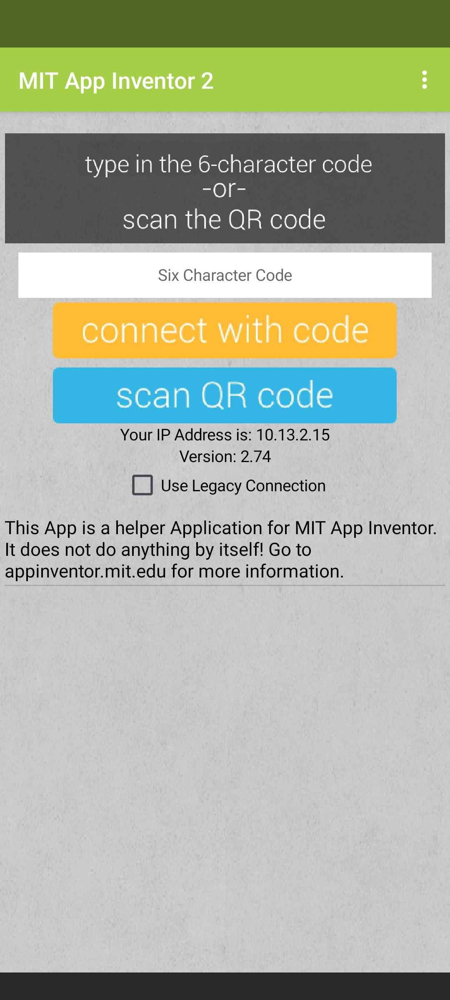 MIT App Inventor 2
type in the 6-character code
-or-
scan the QR code
Six Character Code
connect with code
scan QR code
Your IP Address is: 10.13.2.15
Version: 2.74
Use Legacy Connection
This App is a helper Application for MIT App Inventor.
It does not do anything by itself! Go to
appinventor.mit.edu for more information.